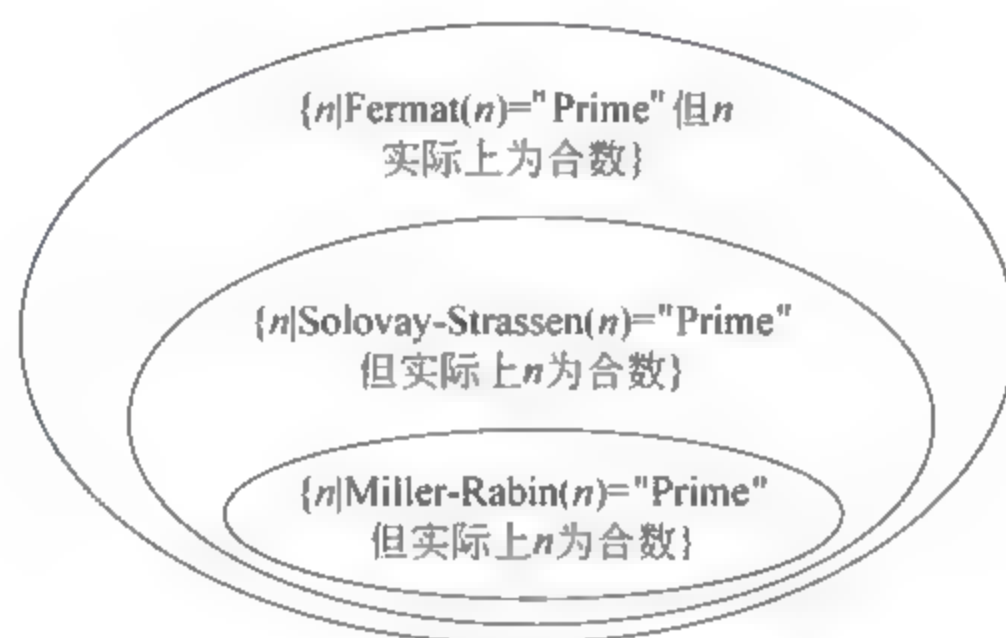 {n|Fermat(n)="Prime"但n
实际上为合数}
{n|Solovay-Strassen(n)="Prime"
但实际上n为合数}
{n|Miller-Rabin(n)="Prime"
但实际上n为合数}